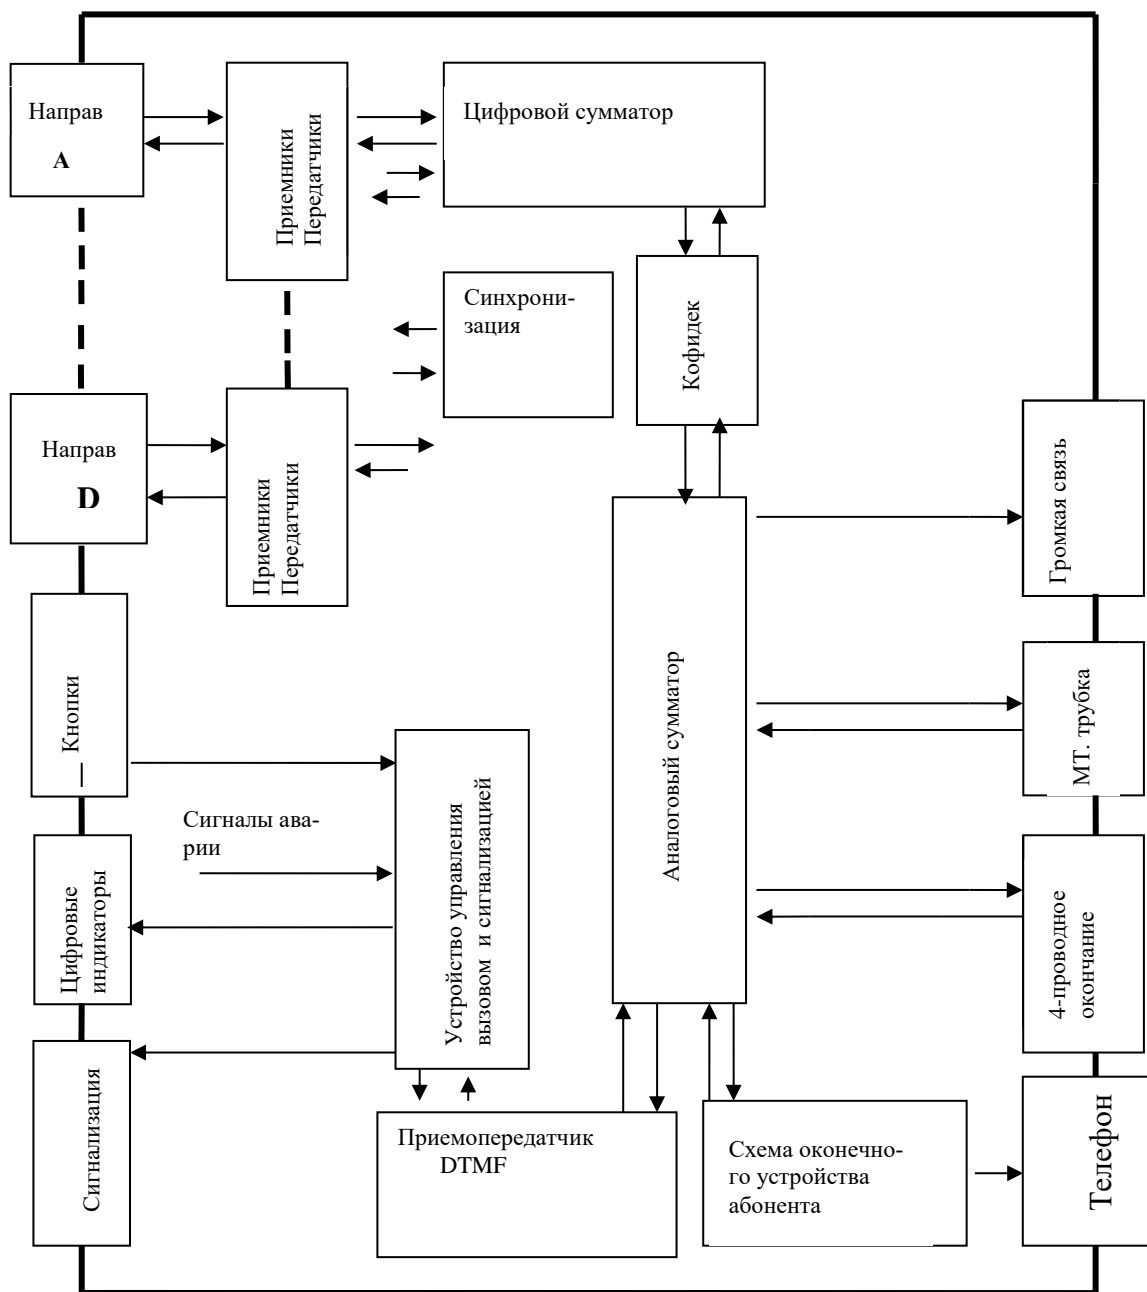 Направ
А
Приемники
Передатчики
Цифровой сумматор
Синхрони-
зация
Кофидек
Направ
D
Приемники
Передатчики
Громкая связь
Кнопки
МТ. трубка
Аналоговый сумматор
Сигналы ава-
рии
Устройство управления
вызовом и сигнализацией
Цифровые
индикаторы
4-проводное
окончание
Сигнализация
Приемопередатчик
DTMF
Схема оконечно-
го устройства
абонента
Телефон